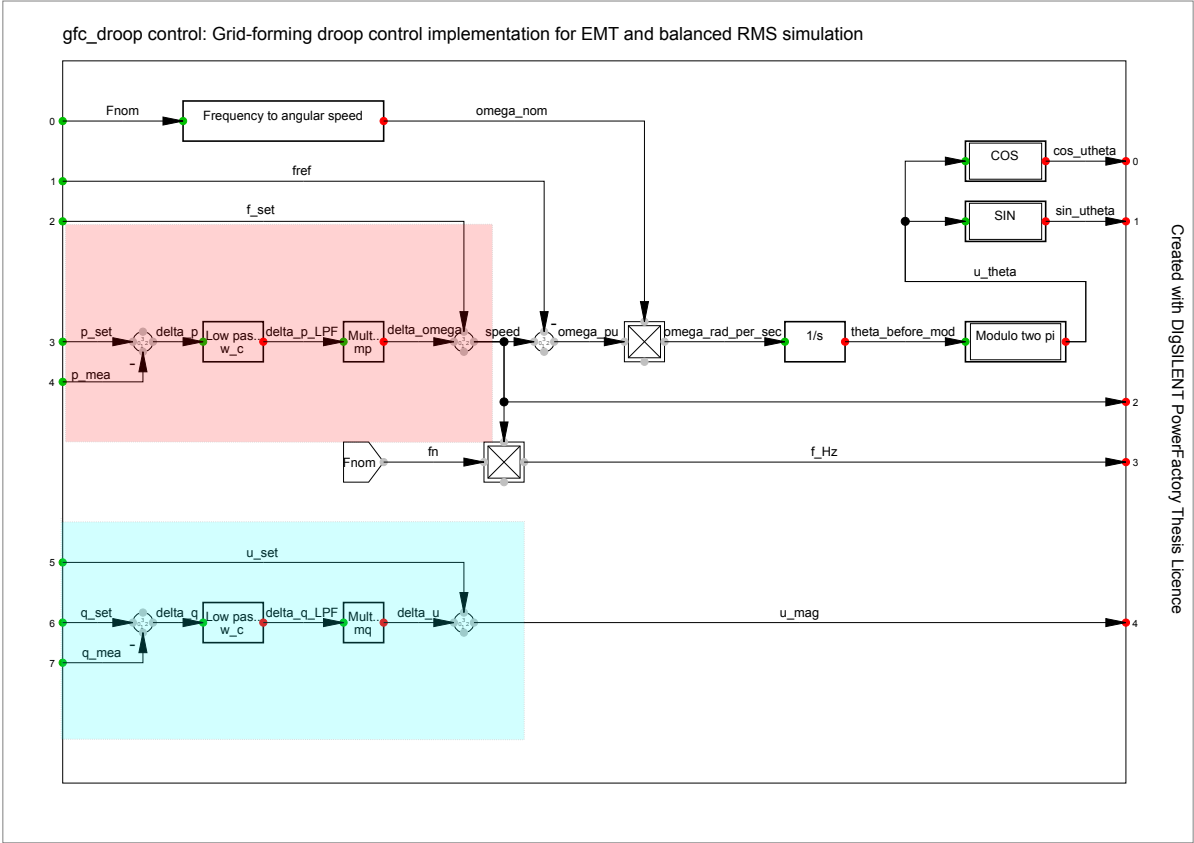 gfc_droop control: Grid-forming droop control implementation for EMT and balanced RMS simulation
0
Fnom
Frequency to angular speed
omega_nom
COS
cos_utheta
0
1
fref
2
f_set
SIN
sin_utheta
1
u_theta
3
p_set
delta_p
Low pas..
w_c
delta_p_LPF
Mult..
mp
delta_omega
speed
-
omega_pu
omega_rad_per_sec
1/s
theta_before_mod
Modulo two pi
4
p_mea
-
2
Fnom
fn
f_Hz
3
5
u_set
6
q_set
delta_q
Low pas..
w_c
delta_q_LPF
Mult..
mq
delta_u
u_mag
4
7
q_mea
-
Created with DIgSILENT PowerFactory Thesis Licence